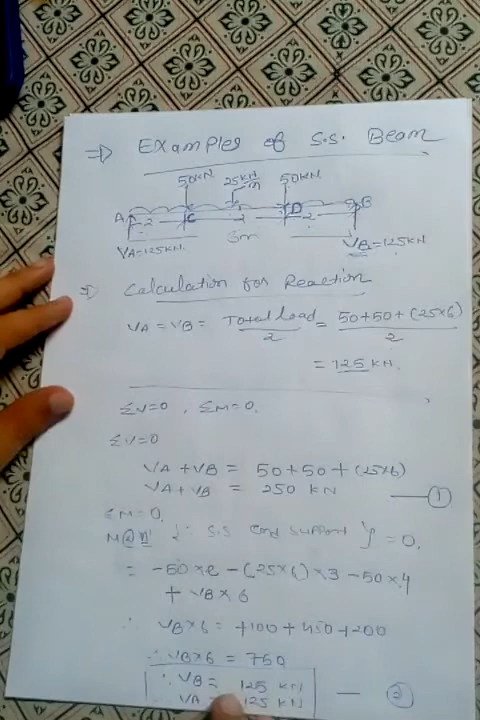 ⇒ Examples of S.S. Beam
50KN 25KN/m 50KN
A C D B
2 2 2
VA=125KN. 6m VB=125KN
⇒ Calculation for Reaction
VA = VB = Total Load / 2 = 50+50+(25×6) / 2
= 125 KN.
ΣV=0 , ΣM=0.
ΣV=0
VA + VB = 50+50+(25×6)
VA + VB = 250 KN — ①
ΣM=0,
M@ {∵ S.S end support} = 0.
= -50×2 - (25×6)×3 - 50×4
+ VB×6
∴ VB×6 = +100+450+200
∴ VB×6 = 750
∴ VB = 125 KN — ②
VA = 125 KN